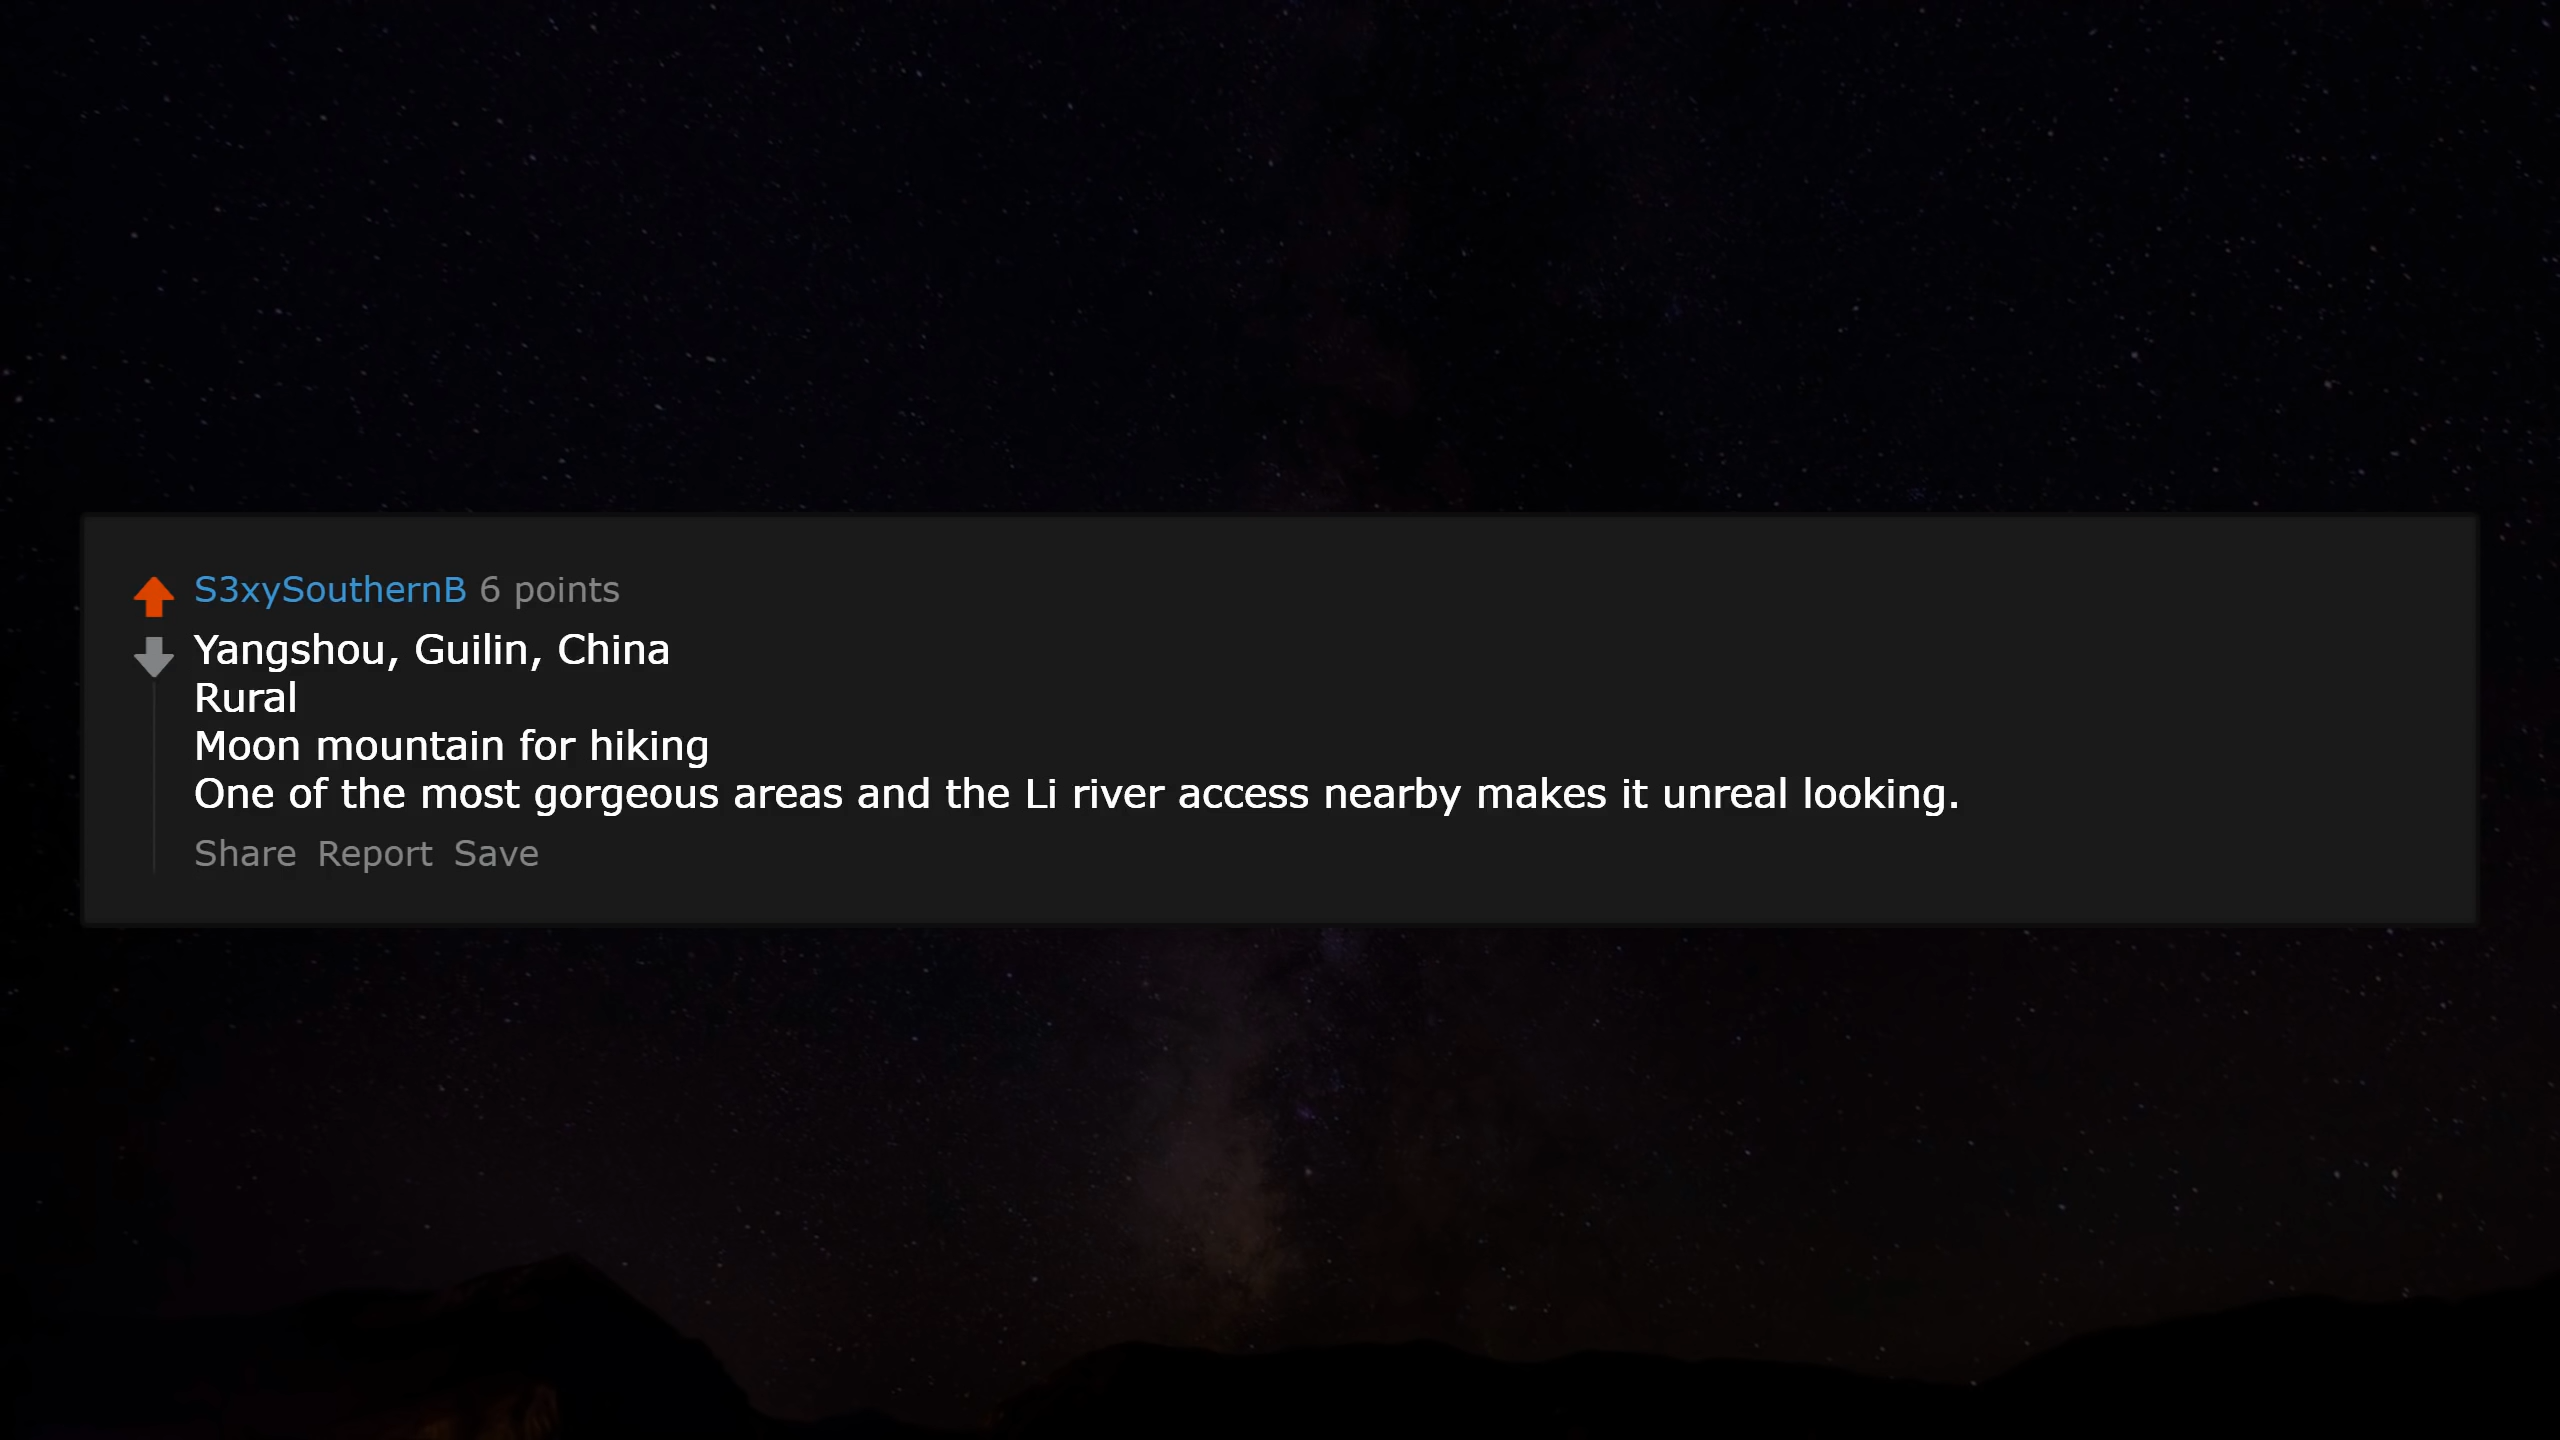 S3xySouthernB 6 points
Yangshou, Guilin, China
Rural
Moon mountain for hiking
One of the most gorgeous areas and the Li river access nearby makes it unreal looking.
Share Report Save